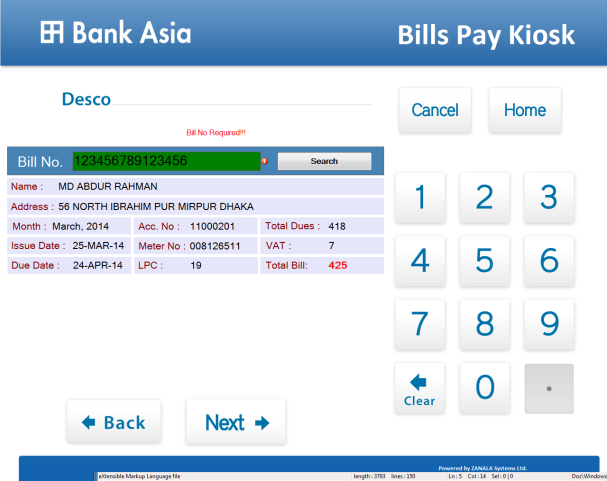 Bank Asia
Bills Pay Kiosk
Desco
Bill No Required!!!
Bill No. 123456789123456 Search
Name : MD ABDUR RAHMAN
Address : 56 NORTH IBRAHIM PUR MIRPUR DHAKA
Month : March, 2014 Acc. No : 11000201 Total Dues : 418
Issue Date : 25-MAR-14 Meter No : 008126511 VAT : 7
Due Date : 24-APR-14 LPC : 19 Total Bill: 425
Cancel Home
1 2 3
4 5 6
7 8 9
Clear 0 .
Back Next
Powered by ZANALA Systems Ltd.
eXtensible Markup Language file length : 3793 lines : 150 Ln : 5 Col : 14 Sel : 0 | 0 Dos\Windows